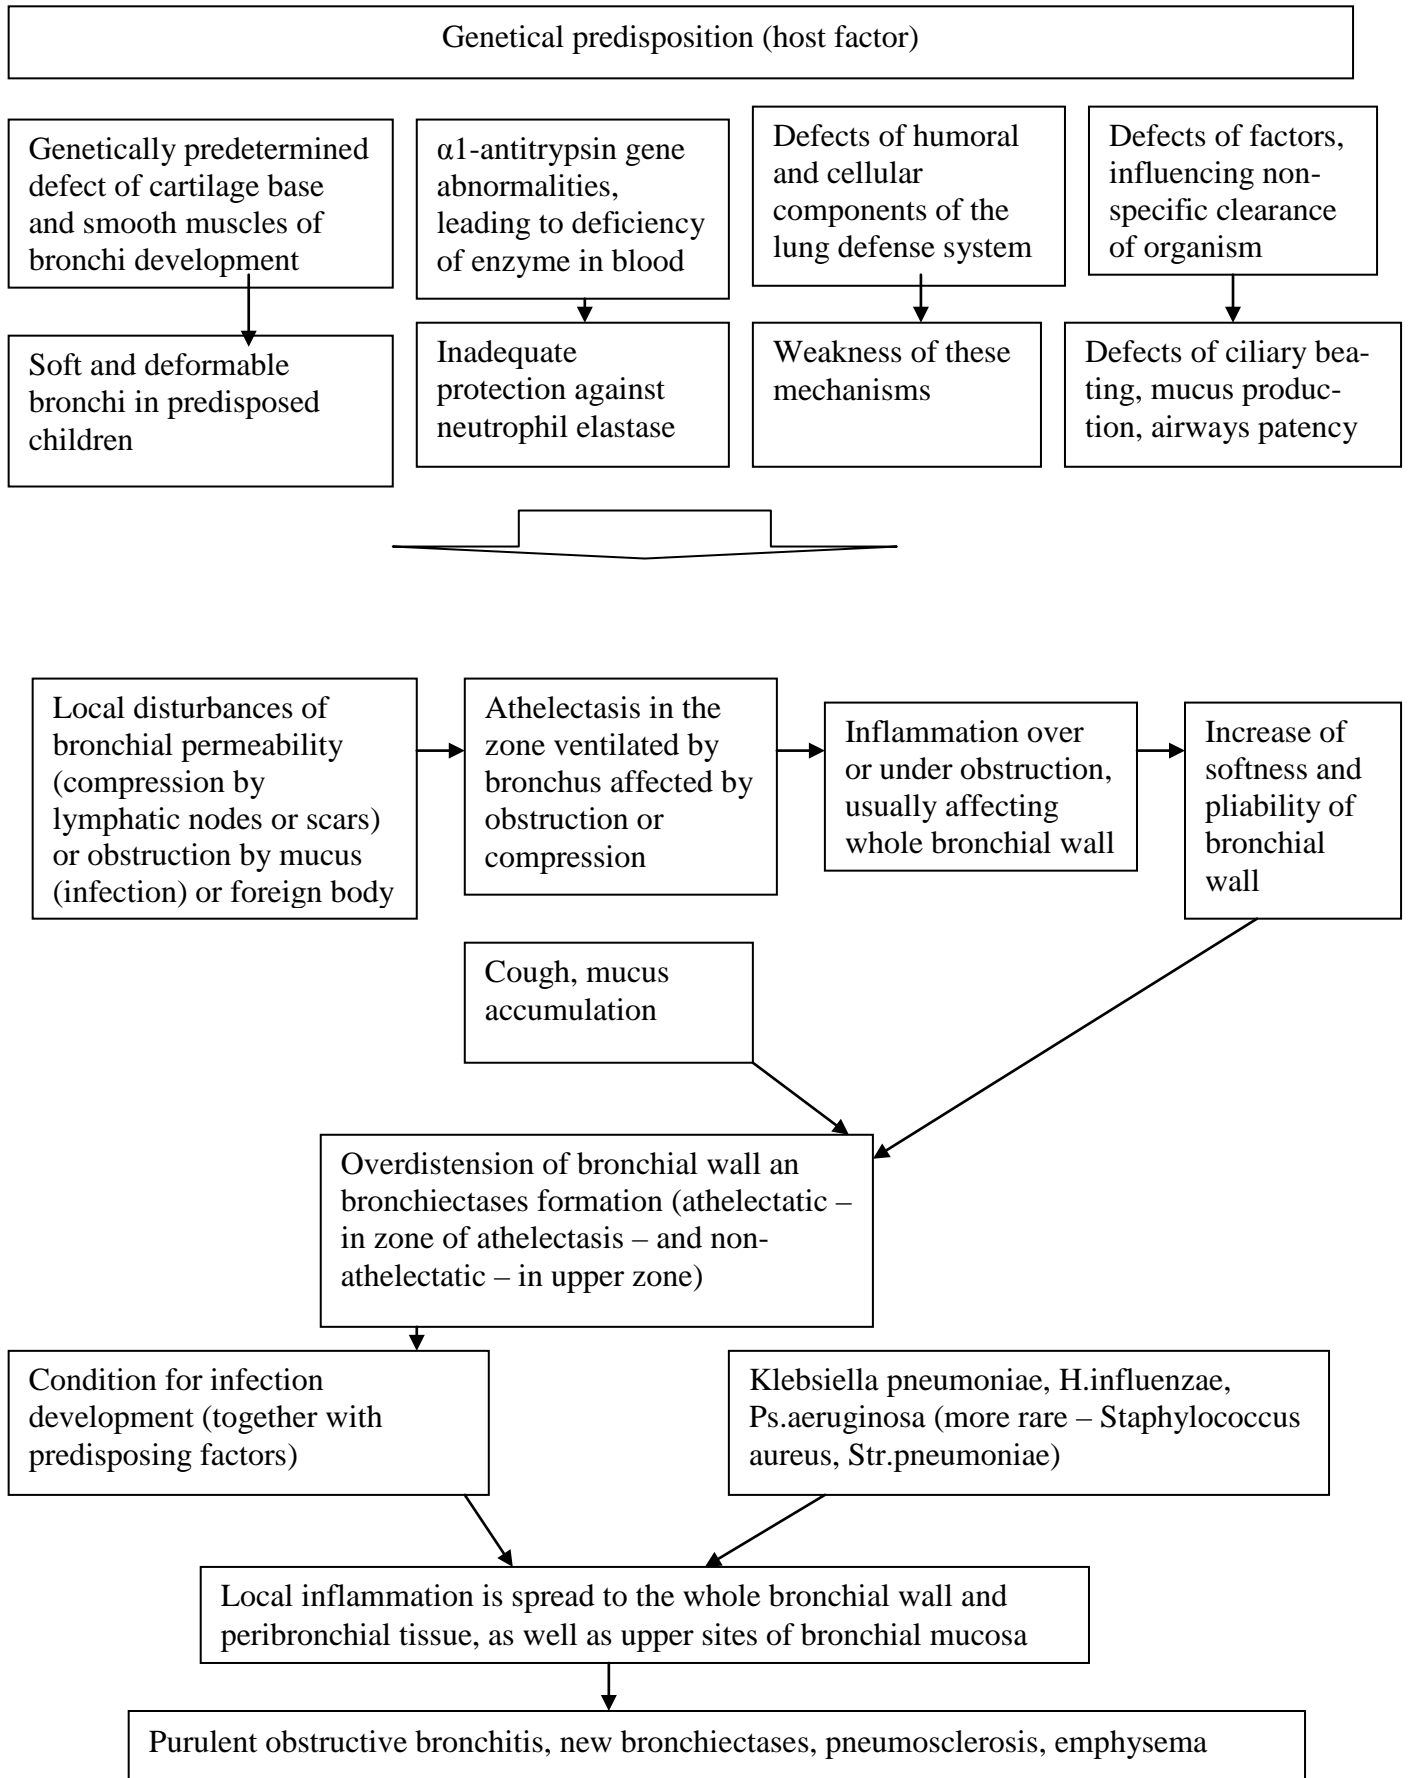 Genetical predisposition (host factor)
Genetically predetermined
defect of cartilage base
and smooth muscles of
bronchi development
α1-antitrypsin gene
abnormalities,
leading to deficiency
of enzyme in blood
Defects of humoral
and cellular
components of the
lung defense system
Defects of factors,
influencing non-
specific clearance
of organism
Soft and deformable
bronchi in predisposed
children
Inadequate
protection against
neutrophil elastase
Weakness of these
mechanisms
Defects of ciliary bea-
ting, mucus produc-
tion, airways patency
Local disturbances of
bronchial permeability
(compression by
lymphatic nodes or scars)
or obstruction by mucus
(infection) or foreign body
Athelectasis in the
zone ventilated by
bronchus affected by
obstruction or
compression
Inflammation over
or under obstruction,
usually affecting
whole bronchial wall
Increase of
softness and
pliability of
bronchial
wall
Cough, mucus
accumulation
Overdistension of bronchial wall an
bronchiectases formation (athelectatic –
in zone of athelectasis – and non-
athelectatic – in upper zone)
Condition for infection
development (together with
predisposing factors)
Klebsiella pneumoniae, H.influenzae,
Ps.aeruginosa (more rare – Staphylococcus
aureus, Str.pneumoniae)
Local inflammation is spread to the whole bronchial wall and
peribronchial tissue, as well as upper sites of bronchial mucosa
Purulent obstructive bronchitis, new bronchiectases, pneumosclerosis, emphysema